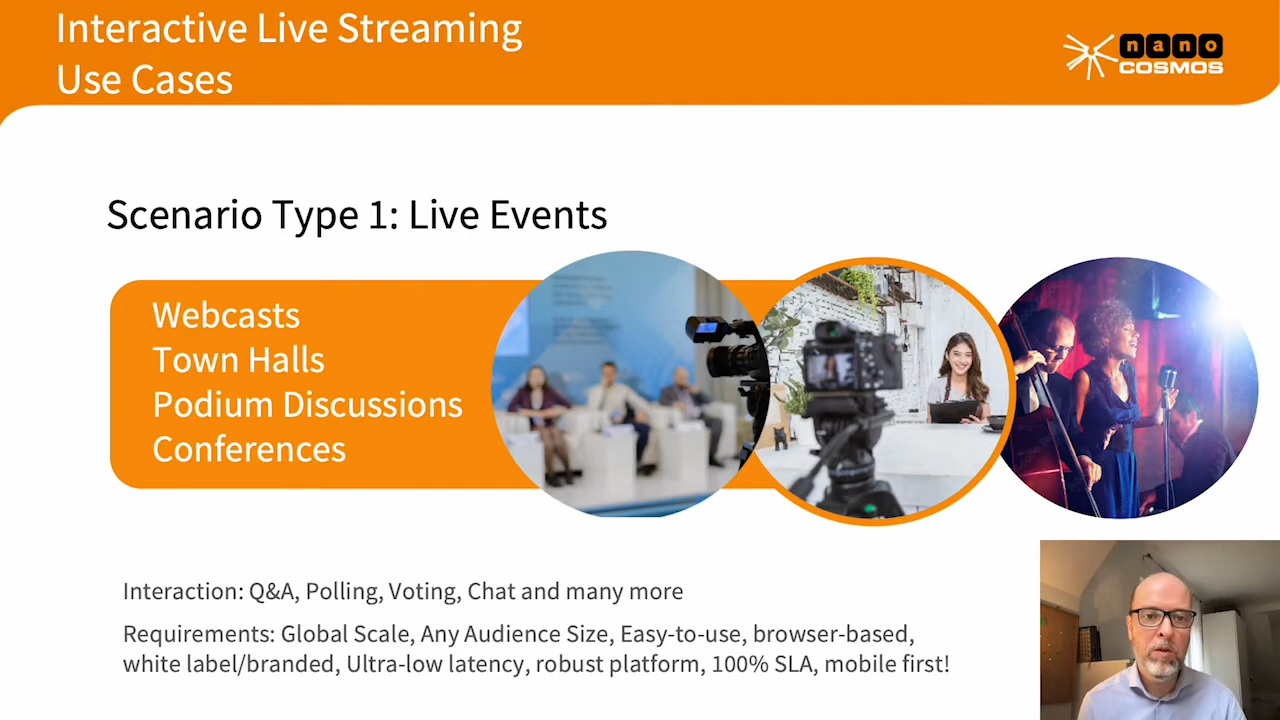 Interactive Live Streaming
Use Cases
nano
COSMOS
Scenario Type 1: Live Events
Webcasts
Town Halls
Podium Discussions
Conferences
Interaction: Q&A, Polling, Voting, Chat and many more
Requirements: Global Scale, Any Audience Size, Easy-to-use, browser-based,
white label/branded, Ultra-low latency, robust platform, 100% SLA, mobile first!